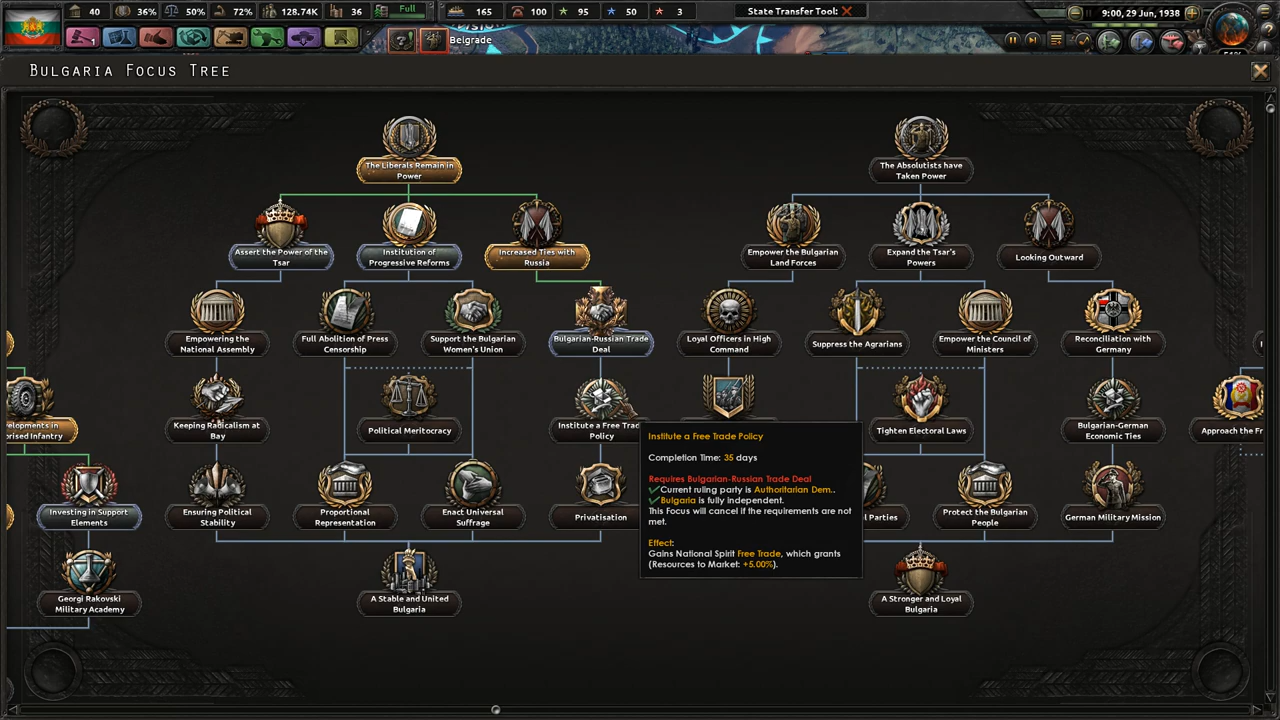 40
36%
50%
72%
128.74K
36
Full
165
100
95
50
3
State Transfer Tool:
9:00, 29 Jun, 1938
1
Belgrade
BULGARIA FOCUS TREE
The Liberals Remain in
Power
The Absolutists have
Taken Power
Assert the Power of the
Tsar
Institution of
Progressive Reforms
Increased Ties with
Russia
Empower the Bulgarian
Land Forces
Expand the Tsar's
Powers
Looking Outward
Empowering the
National Assembly
Full Abolition of Press
Censorship
Support the Bulgarian
Women's Union
Bulgarian-Russian Trade
Deal
Loyal Officers in High
Command
Suppress the Agrarians
Empower the Council of
Ministers
Reconciliation with
Germany
velopments in
orised Infantry
Keeping Radicalism at
Bay
Political Meritocracy
Institute a Free Trade
Policy
Tighten Electoral Laws
Bulgarian-German
Economic Ties
Approach the Fr
Institute a Free Trade Policy
Completion Time: 35 days
Requires Bulgarian-Russian Trade Deal
Current ruling party is Authoritarian Dem..
Bulgaria is fully independent.
This Focus will cancel if the requirements are not
met.
Effect:
Gains National Spirit Free Trade, which grants
(Resources to Market: +5.00%).
Investing in Support
Elements
Ensuring Political
Stability
Proportional
Representation
Enact Universal
Suffrage
Privatisation
l Parties
Protect the Bulgarian
People
German Military Mission
Georgi Rakovski
Military Academy
A Stable and United
Bulgaria
A Stronger and Loyal
Bulgaria